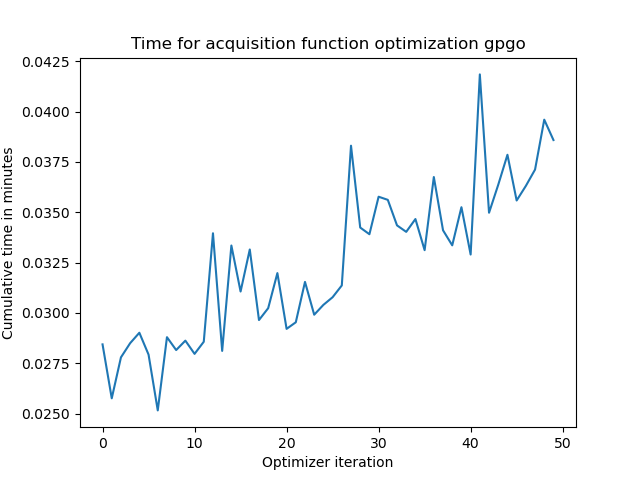 Time for acquisition function optimization gpgo
Cumulative time in minutes
0.0425
0.0400
0.0375
0.0350
0.0325
0.0300
0.0275
0.0250
0 10 20 30 40 50
Optimizer iteration